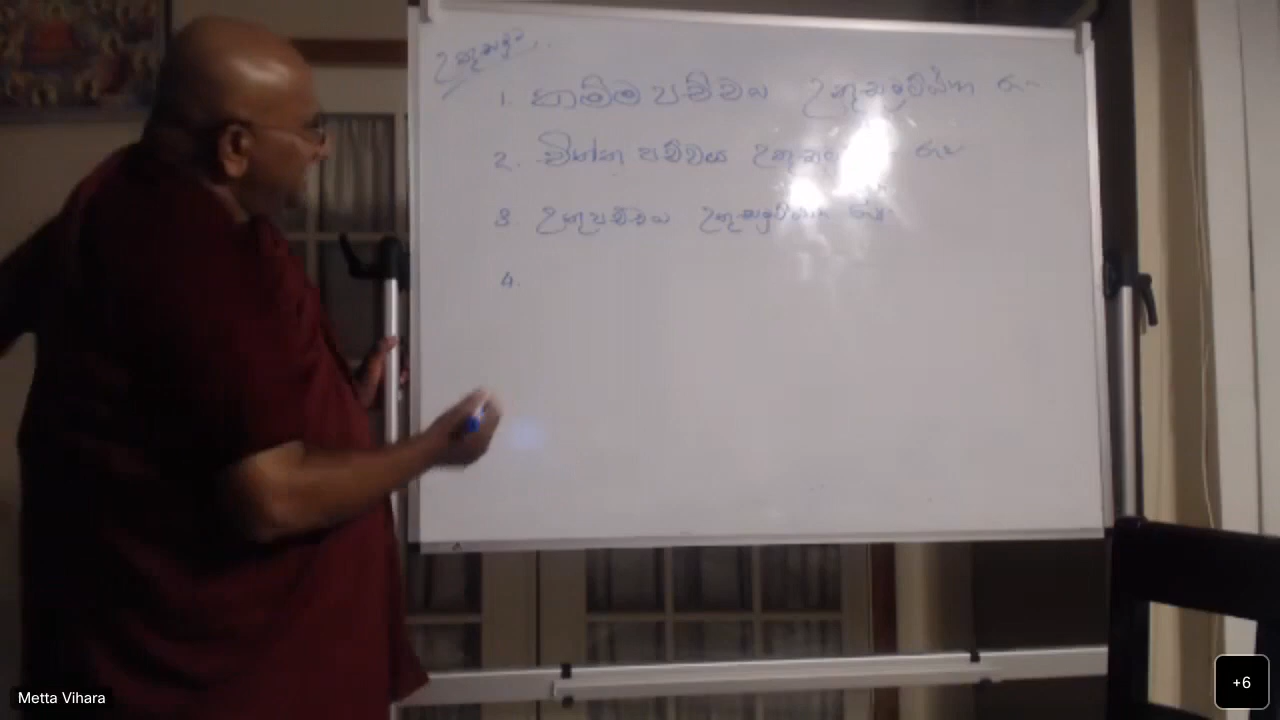 1. කම්ම පච්චය උතුසමුට්ඨාන රූප
2. චිත්ත පච්චය රූප
3. උතුපච්චය උතුසමුට්ඨාන රූප
4.
Metta Vihara
+6